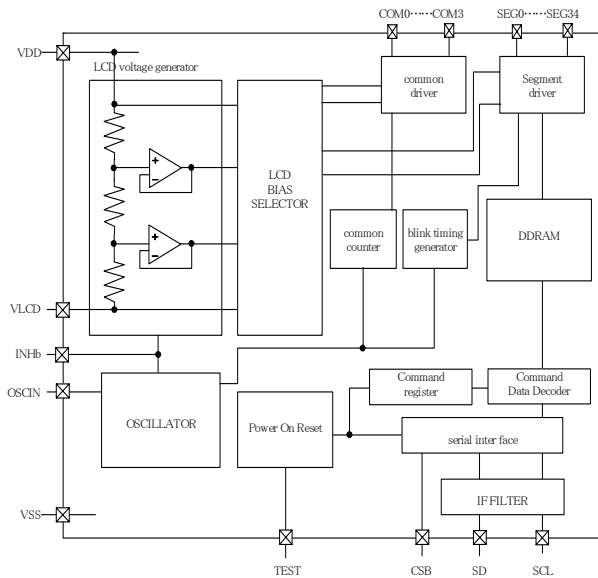 COM0······COM3
SEG0······SEG34
VDD
LCD voltage generator
common
driver
Segment
driver
+
-
LCD
BIAS
SELECTOR
common
counter
blink timing
generator
DDRAM
+
-
VLCD
INHb
OSCIN
OSCILLATOR
Power On Reset
Command
register
Command
Data Decoder
serial inter face
IF FILTER
VSS
TEST
CSB
SD
SCL